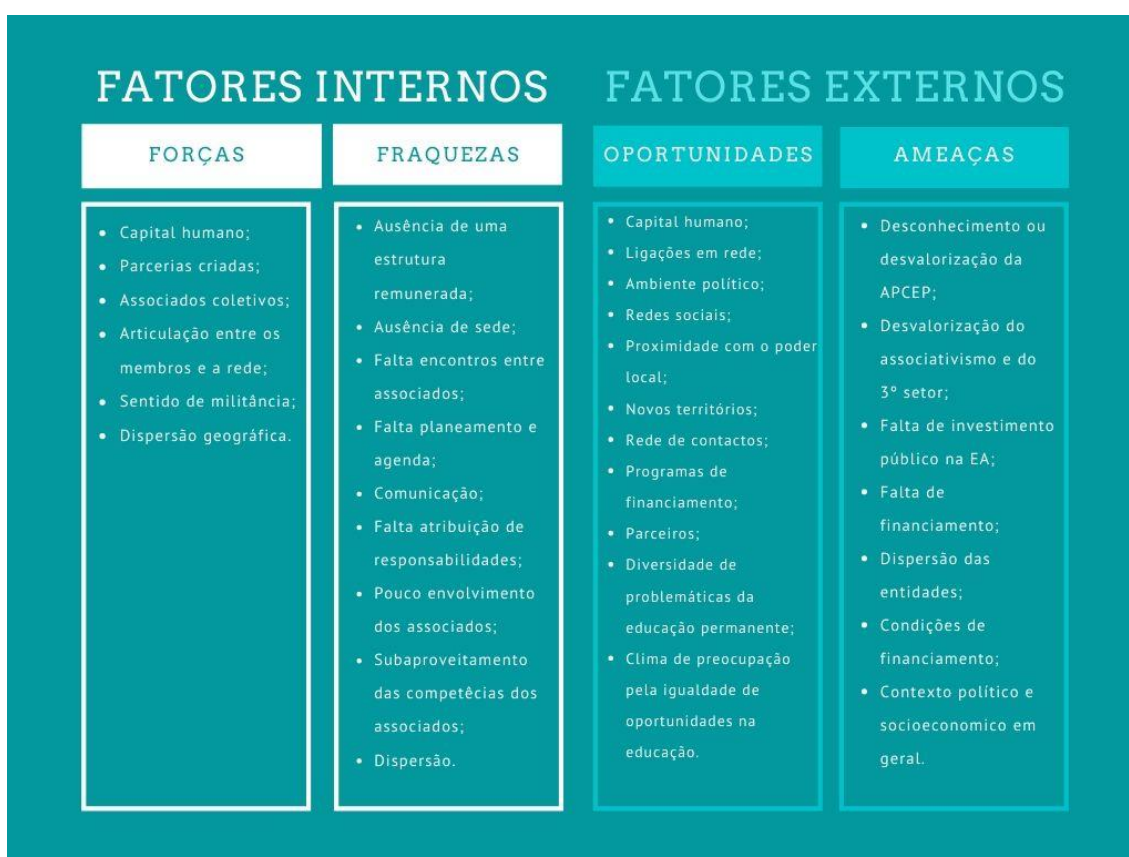 FATORES INTERNOS
FORÇAS
• Capital humano;
• Parcerias criadas;
• Associados coletivos;
• Articulação entre os
membros e a rede;
• Sentido de militância;
• Dispersão geográfica.
FRAQUEZAS
• Ausência de uma
estrutura
remunerada;
• Ausência de sede;
• Falta encontros entre
associados;
• Falta planeamento e
agenda;
• Comunicação;
• Falta atribuição de
responsabilidades;
• Pouco envolvimento
dos associados;
• Subaproveitamento
das competêcias dos
associados;
• Dispersão.
FATORES EXTERNOS
OPORTUNIDADES
• Capital humano;
• Ligações em rede;
• Ambiente político;
• Redes sociais;
• Proximidade com o poder
local;
• Novos territórios;
• Rede de contactos;
• Programas de
financiamento;
• Parceiros;
• Diversidade de
problemáticas da
educação permanente;
• Clima de preocupação
pela igualdade de
oportunidades na
educação.
AMEAÇAS
• Desconhecimento ou
desvalorização da
APCEP;
• Desvalorização do
associativismo e do
3º setor;
• Falta de investimento
público na EA;
• Falta de
financiamento;
• Dispersão das
entidades;
• Condições de
financiamento;
• Contexto político e
socioeconomico em
geral.